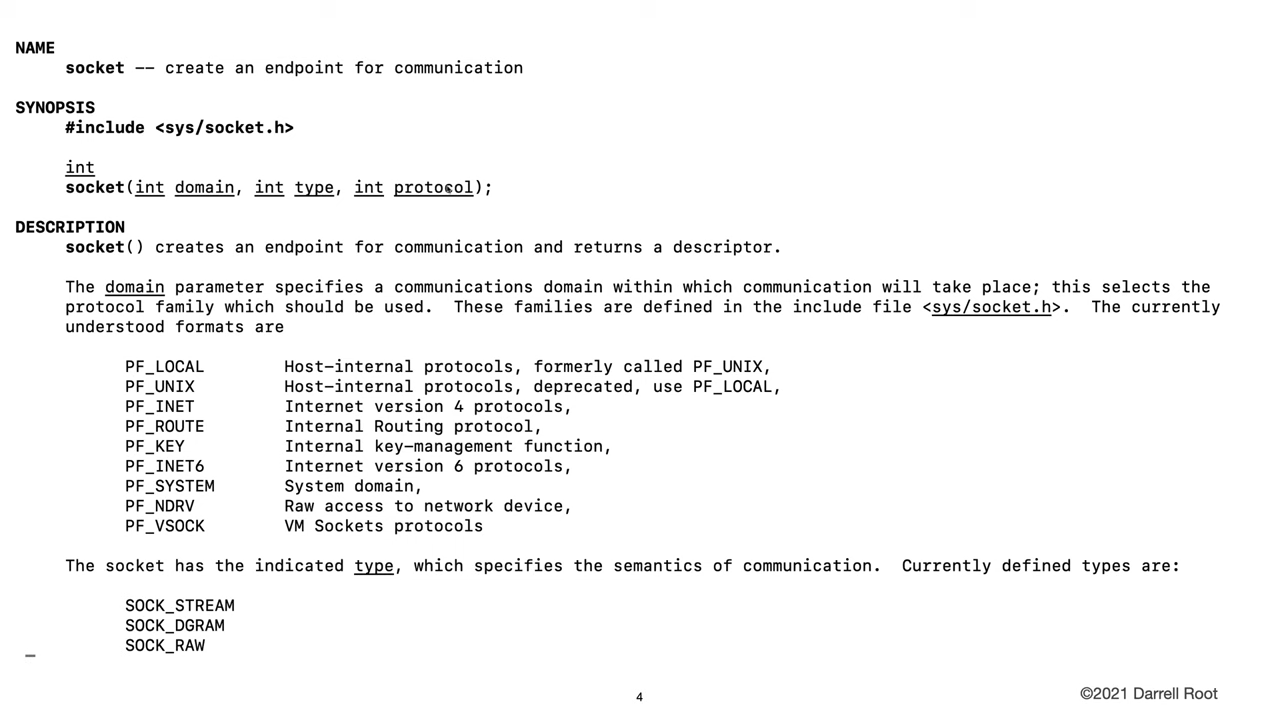 NAME
socket -- create an endpoint for communication
SYNOPSIS
#include <sys/socket.h>
int
socket(int domain, int type, int protocol);
DESCRIPTION
socket() creates an endpoint for communication and returns a descriptor.
The domain parameter specifies a communications domain within which communication will take place; this selects the
protocol family which should be used.  These families are defined in the include file <sys/socket.h>.  The currently
understood formats are
PF_LOCAL        Host-internal protocols, formerly called PF_UNIX,
PF_UNIX         Host-internal protocols, deprecated, use PF_LOCAL,
PF_INET         Internet version 4 protocols,
PF_ROUTE        Internal Routing protocol,
PF_KEY          Internal key-management function,
PF_INET6        Internet version 6 protocols,
PF_SYSTEM       System domain,
PF_NDRV         Raw access to network device,
PF_VSOCK        VM Sockets protocols
The socket has the indicated type, which specifies the semantics of communication.  Currently defined types are:
SOCK_STREAM
SOCK_DGRAM
SOCK_RAW
4
©2021 Darrell Root